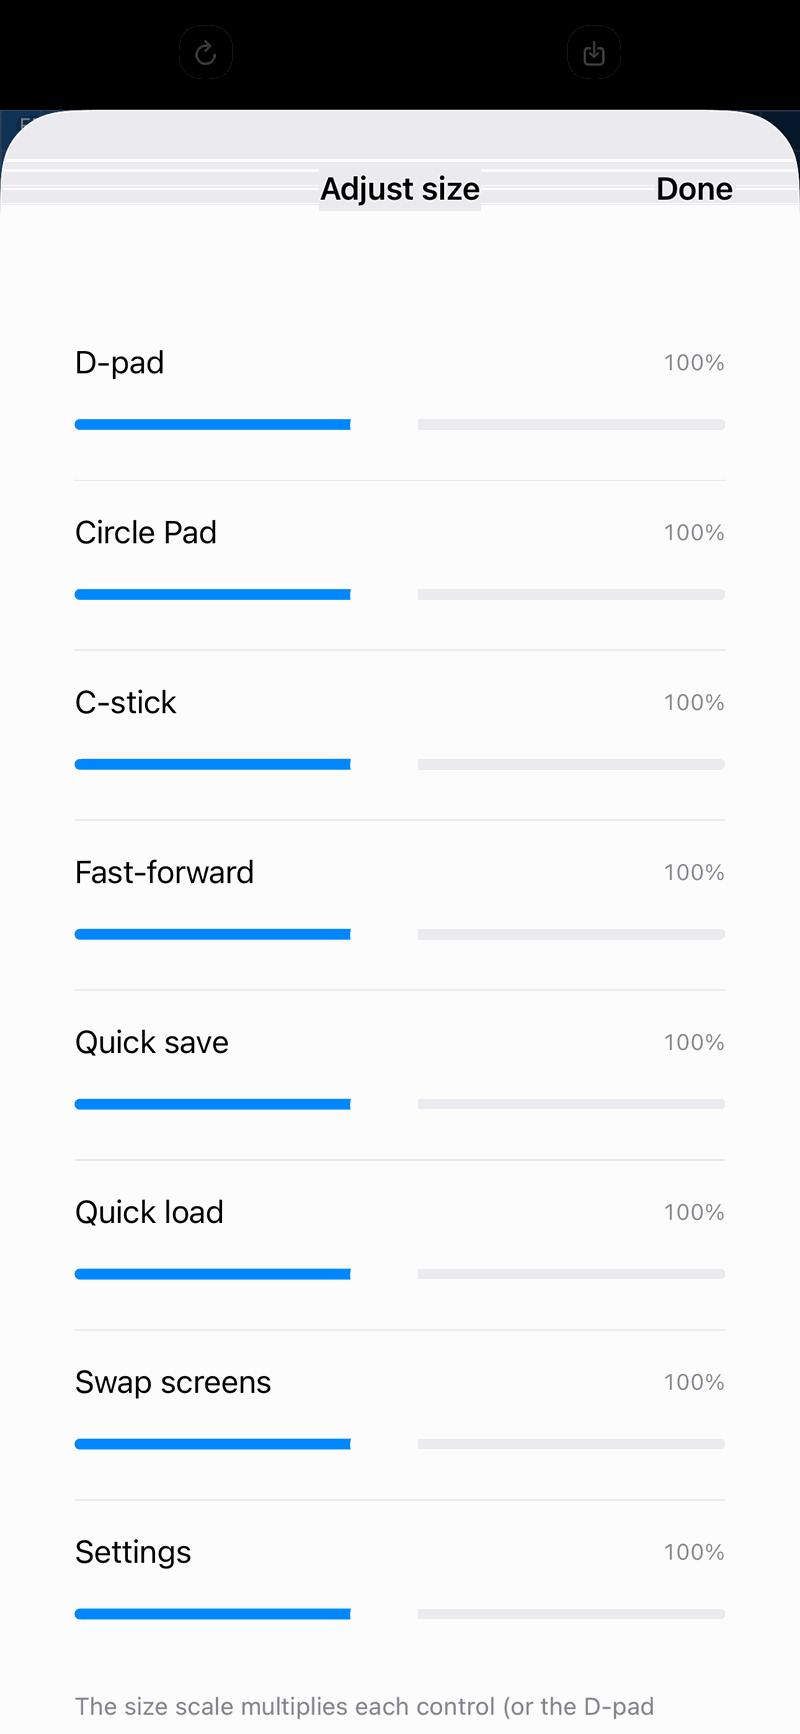 Adjust size
Done
D-pad
100%
Circle Pad
100%
C-stick
100%
Fast-forward
100%
Quick save
100%
Quick load
100%
Swap screens
100%
Settings
100%
The size scale multiplies each control (or the D-pad